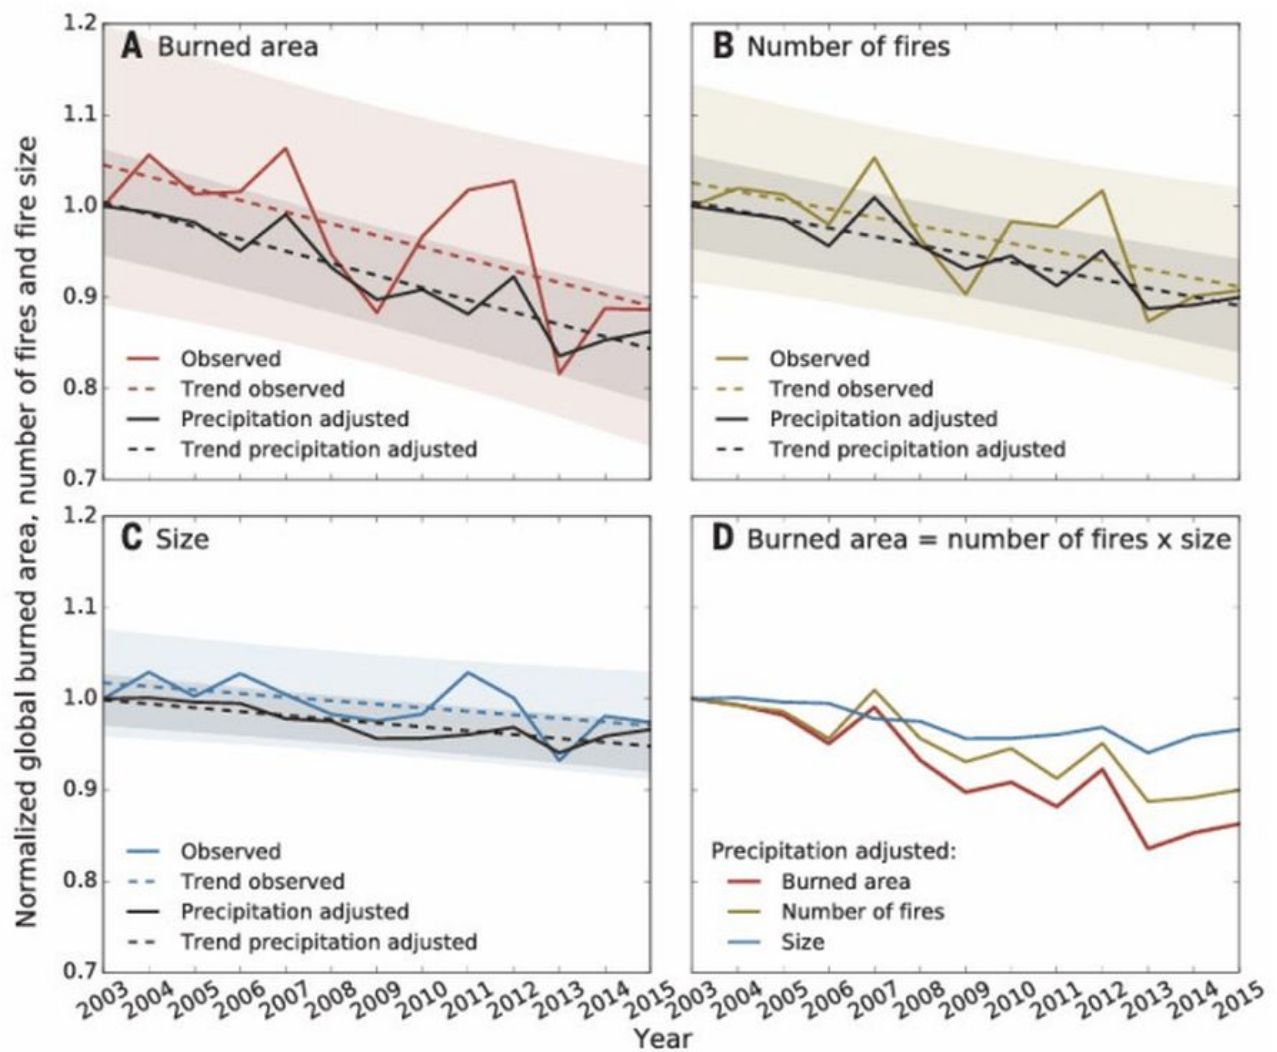 Normalized global burned area, number of fires and fire size
A Burned area
1.2
1.1
1.0
0.9
0.8
0.7
Observed
Trend observed
Precipitation adjusted
Trend precipitation adjusted
B Number of fires
Observed
Trend observed
Precipitation adjusted
Trend precipitation adjusted
C Size
1.2
1.1
1.0
0.9
0.8
0.7
Observed
Trend observed
Precipitation adjusted
Trend precipitation adjusted
2003 2004 2005 2006 2007 2008 2009 2010 2011 2012 2013 2014 2015
D Burned area = number of fires x size
Precipitation adjusted:
Burned area
Number of fires
Size
2003 2004 2005 2006 2007 2008 2009 2010 2011 2012 2013 2014 2015
Year